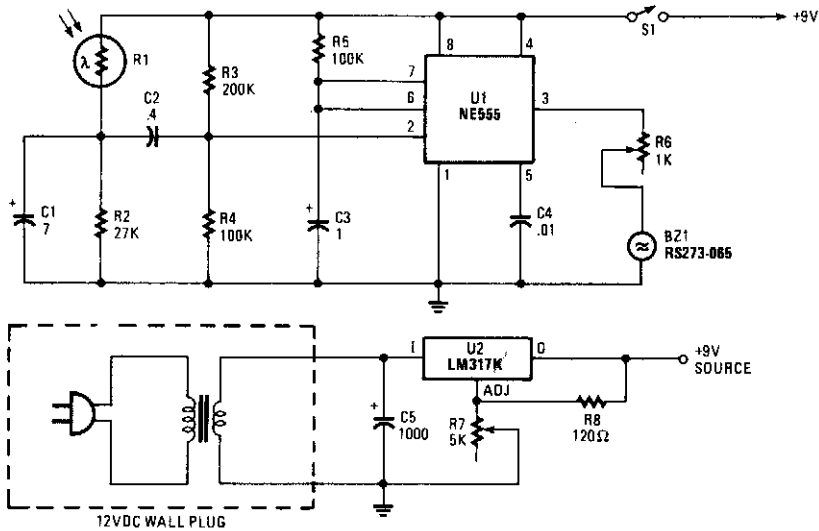 S1
+9V
λ
R1
C2
.4
R3
200K
R5
100K
8
4
7
6
2
U1
NE555
3
1
5
R6
1K
+
C1
7
R2
27K
R4
100K
+
C3
1
C4
.01
BZ1
RS273-065
I
U2
LM317K
O
+9V
SOURCE
ADJ
+
C5
1000
R7
5K
R8
120Ω
12VDC WALL PLUG